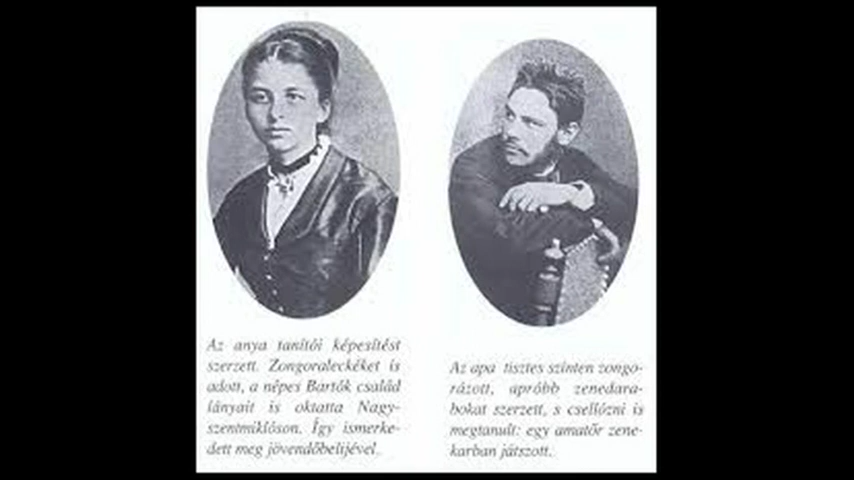 Az anya tanítói képesítést
szerzett. Zongoraleckéket is
adott, a népes Bartók család
lányait is oktatta Nagy-
szentmiklóson. Így ismerke-
dett meg jövendőbelijével.
Az apa tisztes szinten zongo-
rázott, apróbb zenedara-
bokat szerzett, s csellózni is
megtanult: egy amatőr zene-
karban játszott.